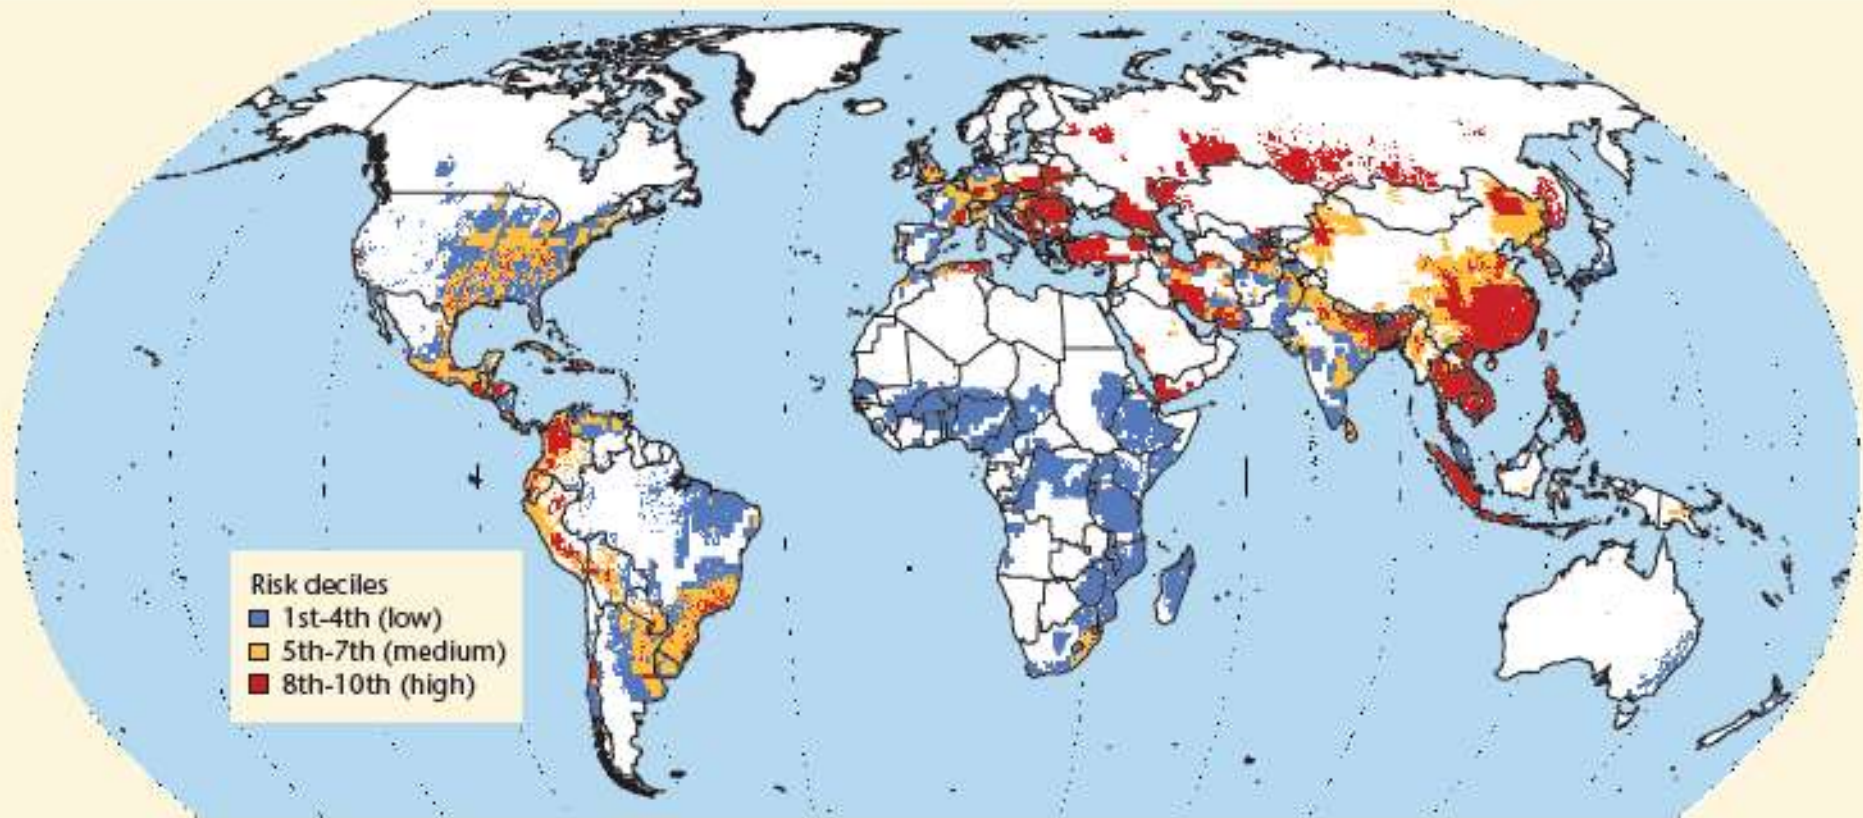 Risk deciles
1st-4th (low)
5th-7th (medium)
8th-10th (high)